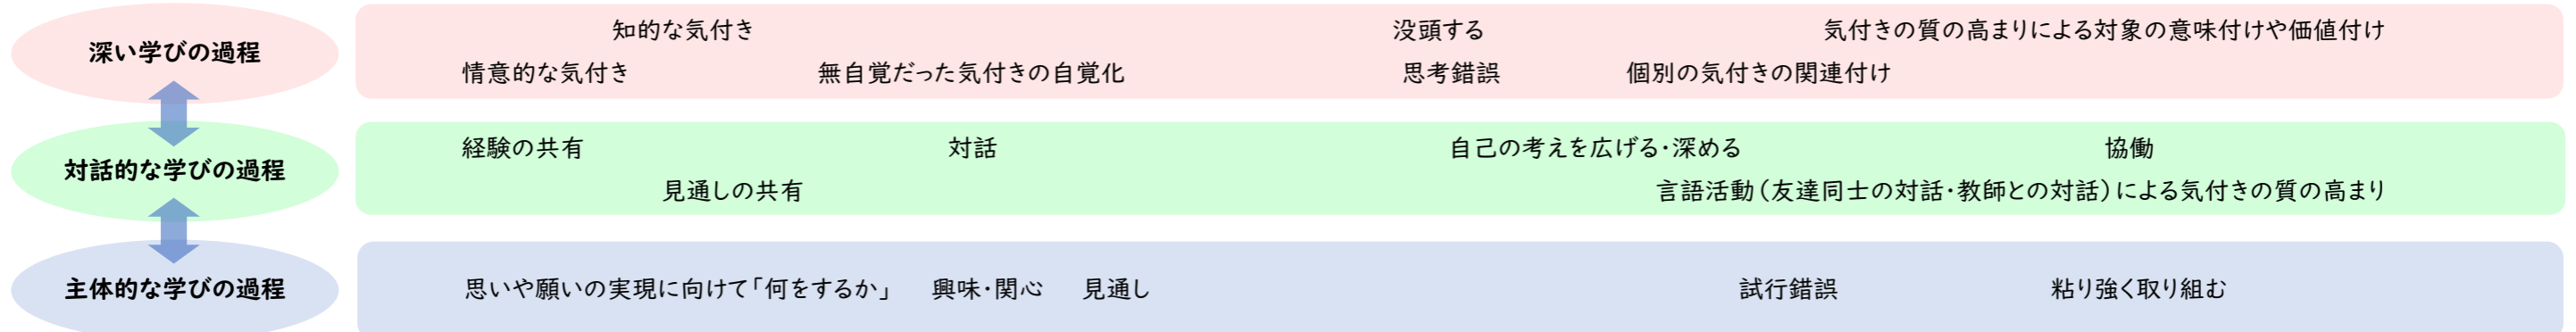 深い学びの過程
知的な気付き 没頭する 気付きの質の高まりによる対象の意味付けや価値付け
情意的な気付き 無自覚だった気付きの自覚化 思考錯誤 個別の気付きの関連付け
対話的な学びの過程
経験の共有 対話 自己の考えを広げる・深める 協働
見通しの共有 言語活動(友達同士の対話・教師との対話)による気付きの質の高まり
主体的な学びの過程
思いや願いの実現に向けて「何をするか」 興味・関心 見通し 試行錯誤 粘り強く取り組む